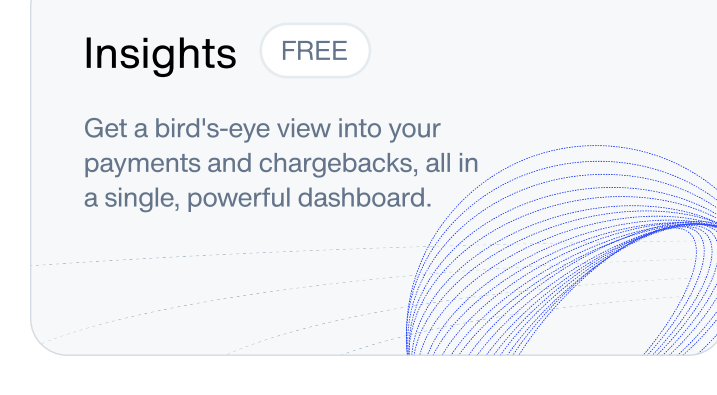 Insights FREE
Get a bird's-eye view into your
payments and chargebacks, all in
a single, powerful dashboard.